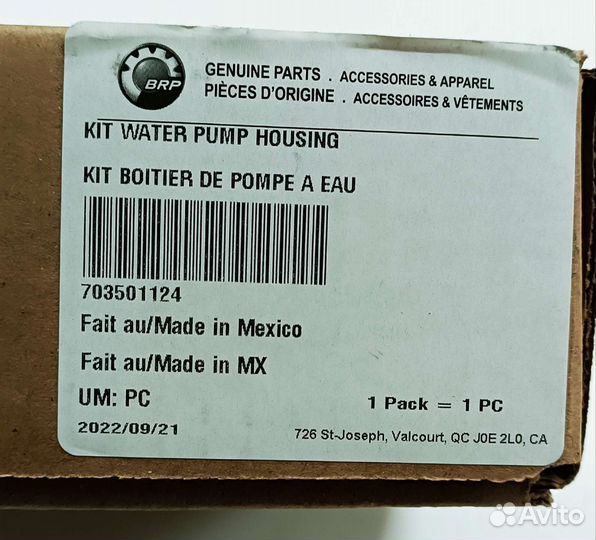 BRP
GENUINE PARTS . ACCESSORIES & APPAREL
PIÈCES D'ORIGINE . ACCESSOIRES & VÊTEMENTS
KIT WATER PUMP HOUSING
KIT BOITIER DE POMPE A EAU
703501124
Fait au/Made in Mexico
Fait au/Made in MX
UM: PC 1 Pack = 1 PC
2022/09/21 726 St-Joseph, Valcourt, QC J0E 2L0, CA
Avito